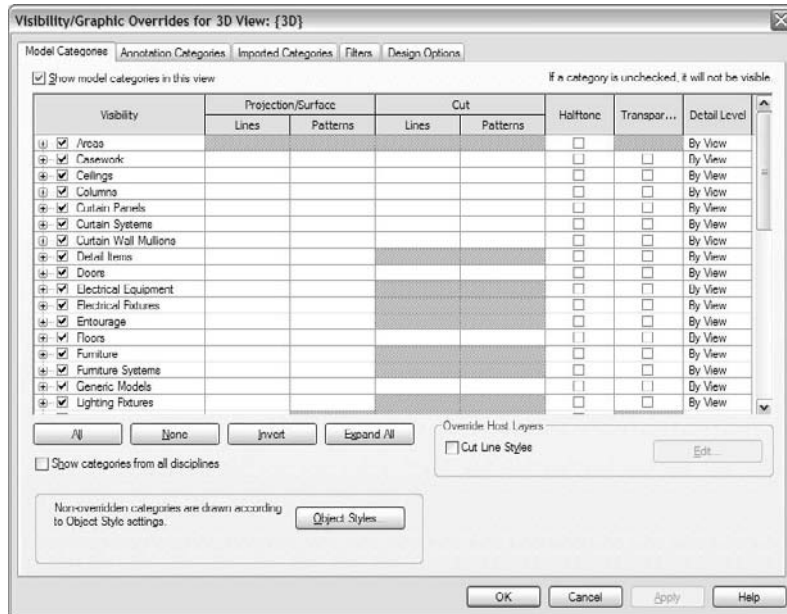 Visibility/Graphic Overrides for 3D View: {3D}
Model Categories Annotation Categories Imported Categories Filters Design Options
Show model categories in this view
If a category is unchecked, it will not be visible.
Visibility Projection/Surface Cut Halftone Transpar... Detail Level
Lines Patterns Lines Patterns
Areas By View
Casework By View
Ceilings By View
Columns By View
Curtain Panels By View
Curtain Systems By View
Curtain Wall Mullions By View
Detail Items By View
Doors By View
Electrical Equipment By View
Electrical Fixtures By View
Entourage By View
Floors By View
Furniture By View
Furniture Systems By View
Generic Models By View
Lighting Fixtures By View
All None Invert Expand All
Override Host Layers
Cut Line Styles Edit...
Show categories from all disciplines
Non-overridden categories are drawn according
to Object Style settings.
Object Styles...
OK Cancel Apply Help